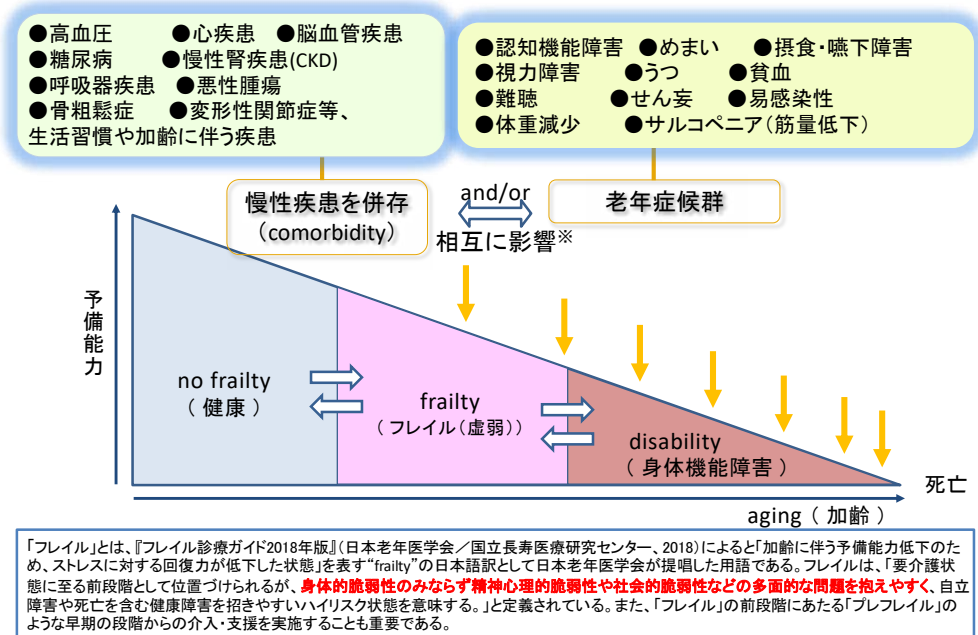 ●高血圧 ●心疾患 ●脳血管疾患
●糖尿病 ●慢性腎疾患(CKD)
●呼吸器疾患 ●悪性腫瘍
●骨粗鬆症 ●変形性関節症等、
生活習慣や加齢に伴う疾患
●認知機能障害 ●めまい ●摂食・嚥下障害
●視力障害 ●うつ ●貧血
●難聴 ●せん妄 ●易感染性
●体重減少 ●サルコペニア(筋量低下)
慢性疾患を併存
(comorbidity)
and/or
相互に影響※
老年症候群
予備能力
no frailty
(健康)
frailty
(フレイル(虚弱))
disability
(身体機能障害)
死亡
aging(加齢)
「フレイル」とは、『フレイル診療ガイド2018年版』(日本老年医学会/国立長寿医療研究センター、2018)によると「加齢に伴う予備能力低下のた
め、ストレスに対する回復力が低下した状態」を表す“frailty”の日本語訳として日本老年医学会が提唱した用語である。フレイルは、「要介護状
態に至る前段階として位置づけられるが、身体的脆弱性のみならず精神心理的脆弱性や社会的脆弱性などの多面的な問題を抱えやすく、自立
障害や死亡を含む健康障害を招きやすいハイリスク状態を意味する。」と定義されている。また、「フレイル」の前段階にあたる「プレフレイル」の
ような早期の段階からの介入・支援を実施することも重要である。